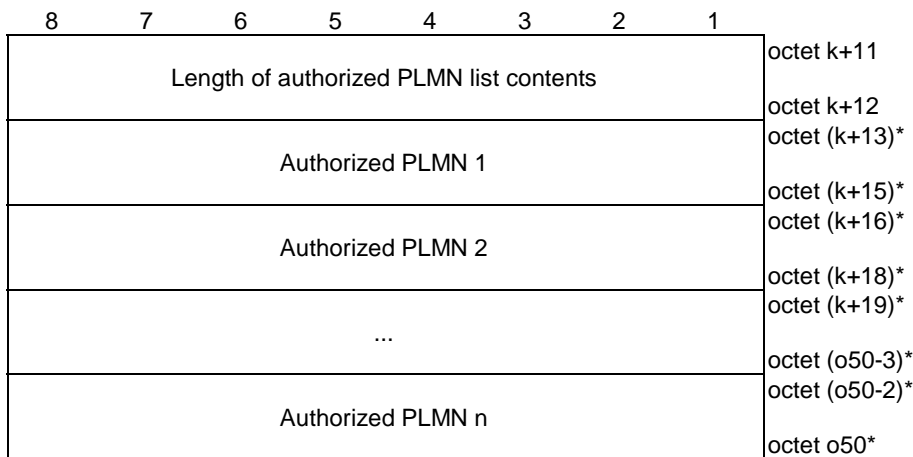 8 7 6 5 4 3 2 1
octet k+11
Length of authorized PLMN list contents
octet k+12
octet (k+13)*
Authorized PLMN 1
octet (k+15)*
octet (k+16)*
Authorized PLMN 2
octet (k+18)*
octet (k+19)*
...
octet (o50-3)*
octet (o50-2)*
Authorized PLMN n
octet o50*